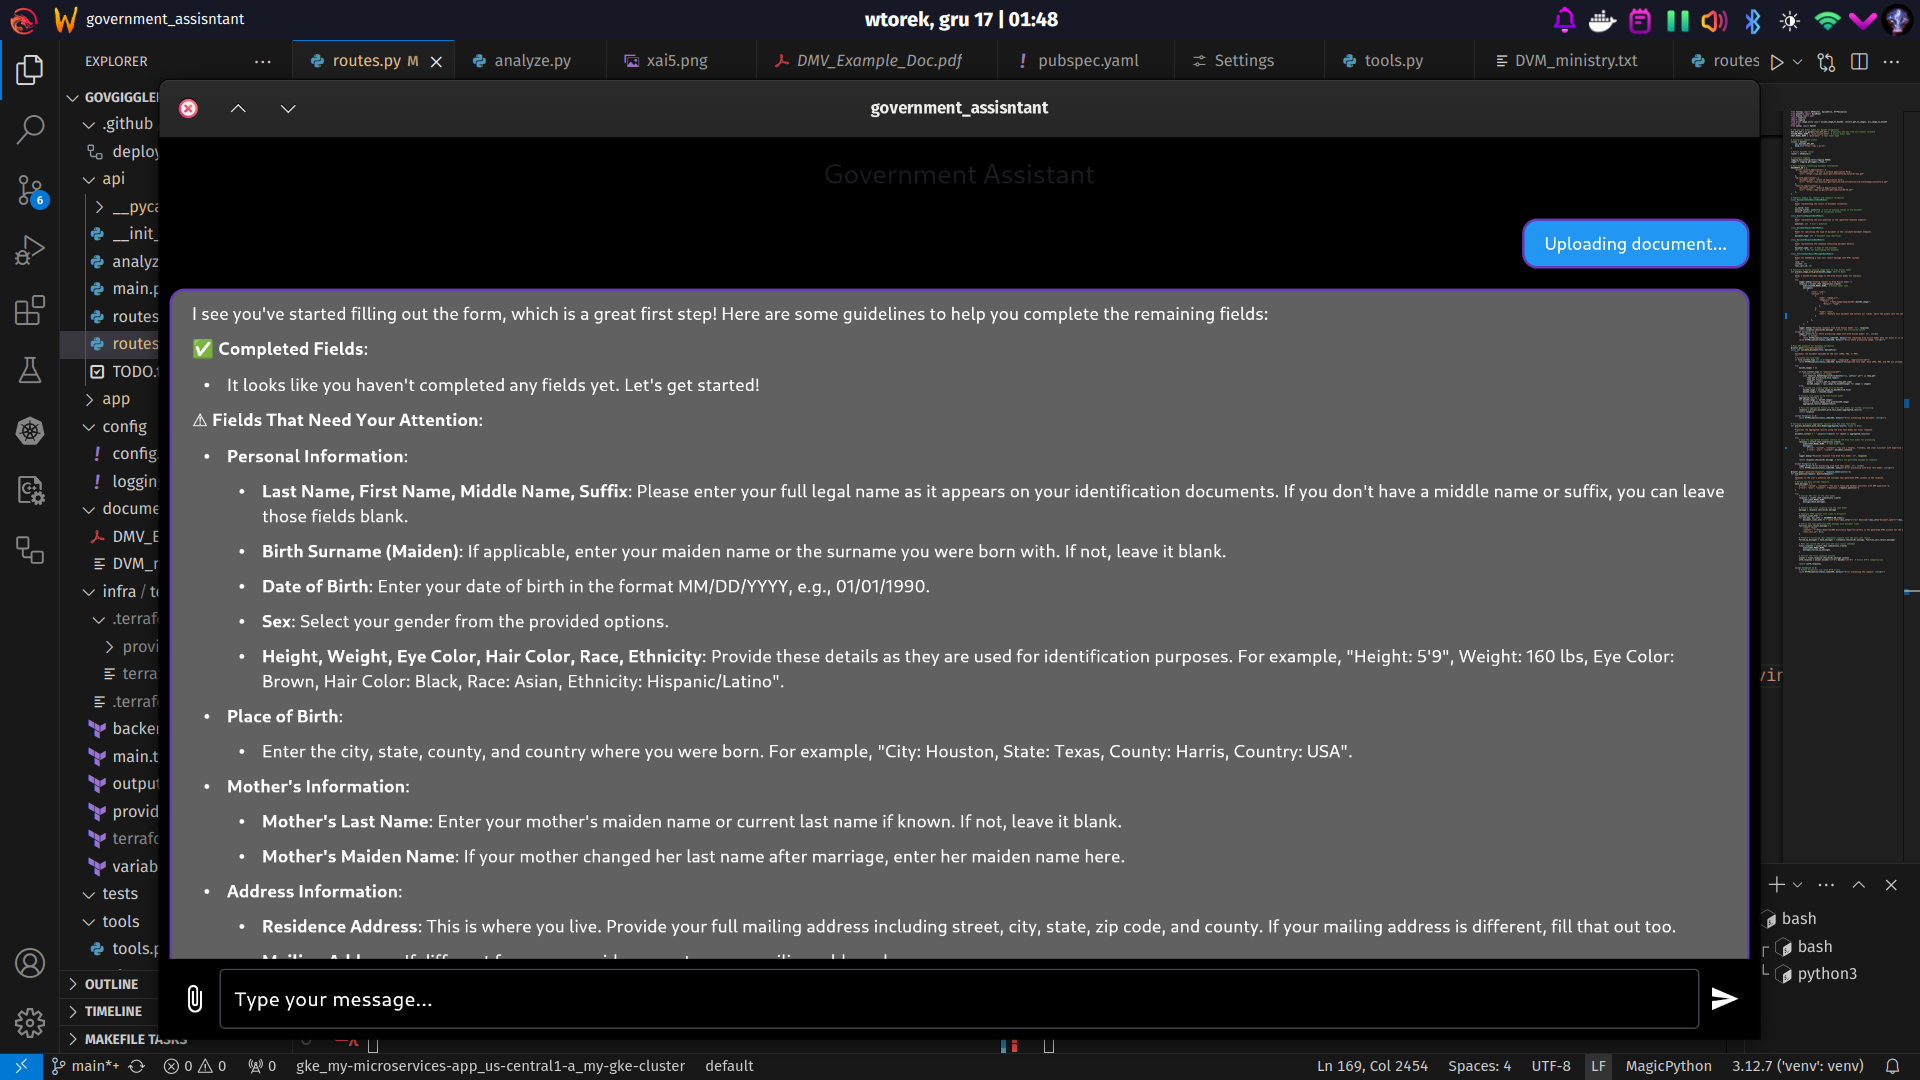 government_assisntant
wtorek, gru 17 | 01:48
EXPLORER
routes.py M
analyze.py
xai5.png
DMV_Example_Doc.pdf
pubspec.yaml
Settings
tools.py
DVM_ministry.txt
routes
GOVGIGGLE
.github
deploy
api
__pyca
__init_
analyz
main.p
routes
routes
TODO.
app
config
config.
loggin
docume
DMV_E
DVM_r
infra / te
.terraf
provi
terra
.terraf
backe
main.t
output
provid
terrafo
variab
tests
tools
tools.p
OUTLINE
TIMELINE
MAKEFILE TASKS
government_assisntant
Government Assistant
Uploading document...
I see you've started filling out the form, which is a great first step! Here are some guidelines to help you complete the remaining fields:
✅ Completed Fields:
• It looks like you haven't completed any fields yet. Let's get started!
⚠ Fields That Need Your Attention:
• Personal Information:
• Last Name, First Name, Middle Name, Suffix: Please enter your full legal name as it appears on your identification documents. If you don't have a middle name or suffix, you can leave
those fields blank.
• Birth Surname (Maiden): If applicable, enter your maiden name or the surname you were born with. If not, leave it blank.
• Date of Birth: Enter your date of birth in the format MM/DD/YYYY, e.g., 01/01/1990.
• Sex: Select your gender from the provided options.
• Height, Weight, Eye Color, Hair Color, Race, Ethnicity: Provide these details as they are used for identification purposes. For example, "Height: 5'9", Weight: 160 lbs, Eye Color:
Brown, Hair Color: Black, Race: Asian, Ethnicity: Hispanic/Latino".
• Place of Birth:
• Enter the city, state, county, and country where you were born. For example, "City: Houston, State: Texas, County: Harris, Country: USA".
• Mother's Information:
• Mother's Last Name: Enter your mother's maiden name or current last name if known. If not, leave it blank.
• Mother's Maiden Name: If your mother changed her last name after marriage, enter her maiden name here.
• Address Information:
• Residence Address: This is where you live. Provide your full mailing address including street, city, state, zip code, and county. If your mailing address is different, fill that out too.
Type your message...
bash
bash
python3
6
main*+
0
0
0
gke_my-microservices-app_us-central1-a_my-gke-cluster
default
Ln 169, Col 2454
Spaces: 4
UTF-8
LF
MagicPython
3.12.7 ('venv': venv)